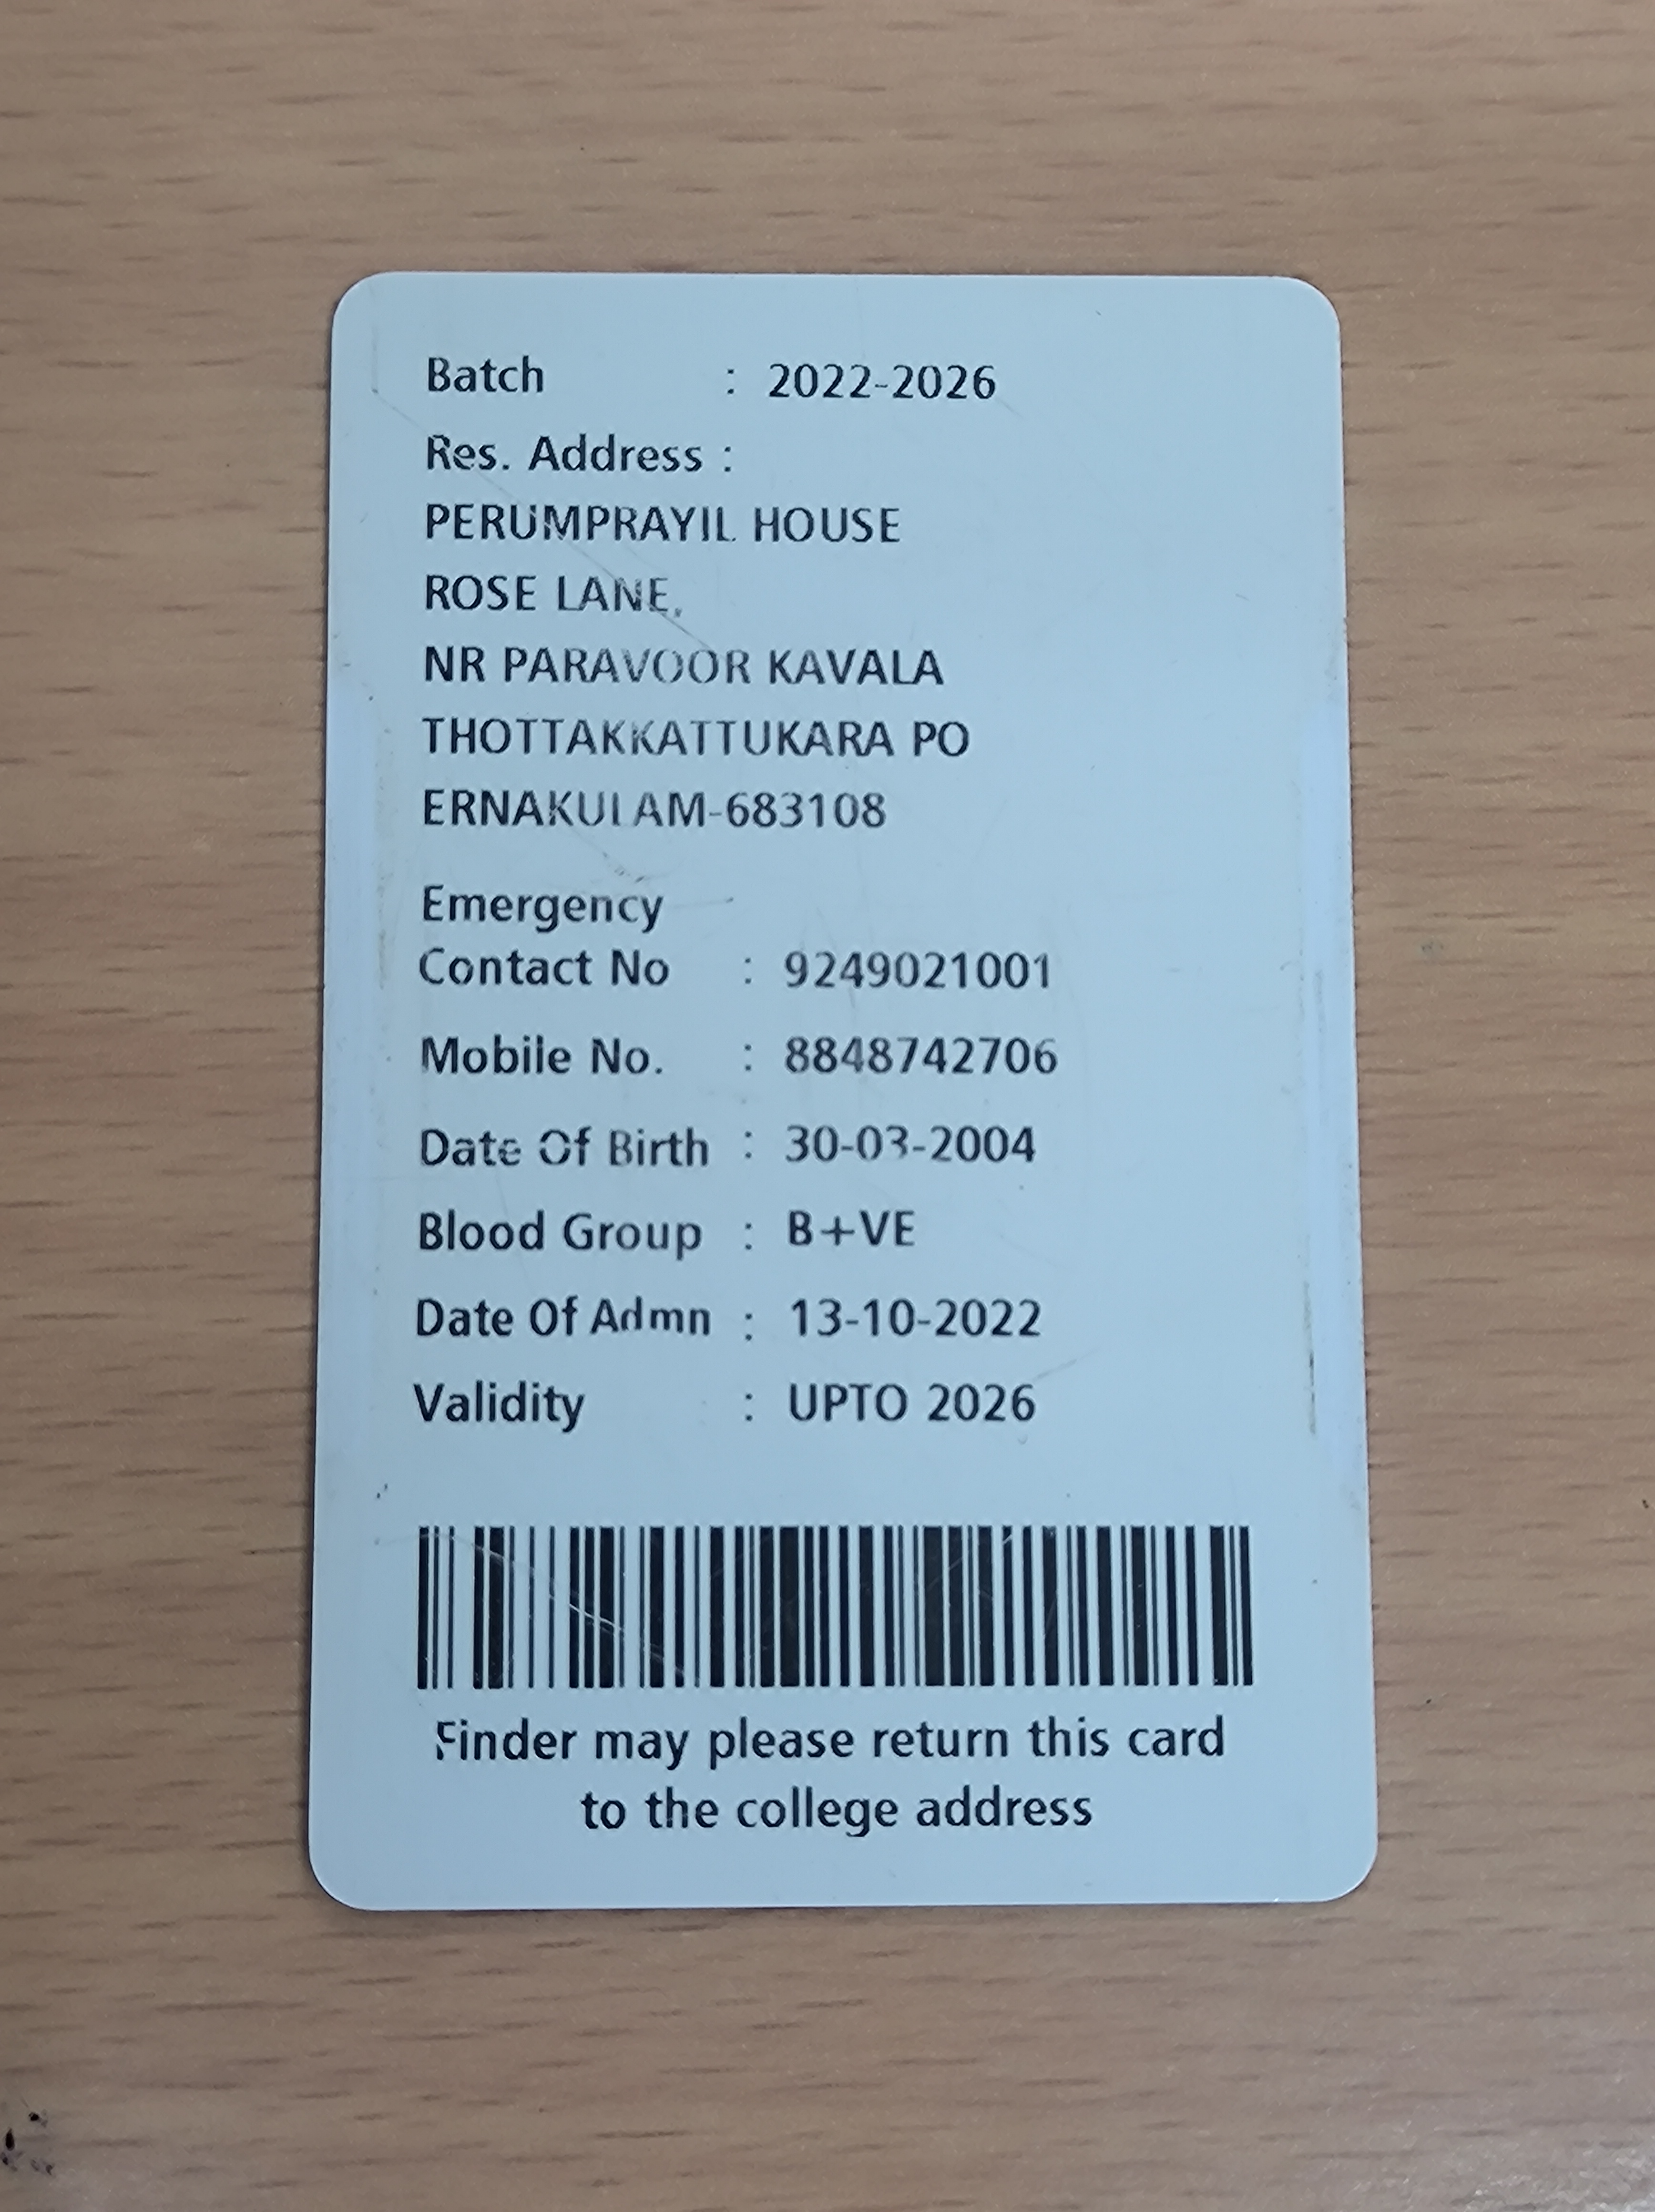 Batch : 2022-2026
Res. Address :
PERUMPRAYIL HOUSE
ROSE LANE,
NR PARAVOOR KAVALA
THOTTAKKATTUKARA PO
ERNAKULAM-683108
Emergency
Contact No : 9249021001
Mobile No. : 8848742706
Date Of Birth : 30-03-2004
Blood Group : B+VE
Date Of Admn : 13-10-2022
Validity : UPTO 2026
Finder may please return this card
to the college address